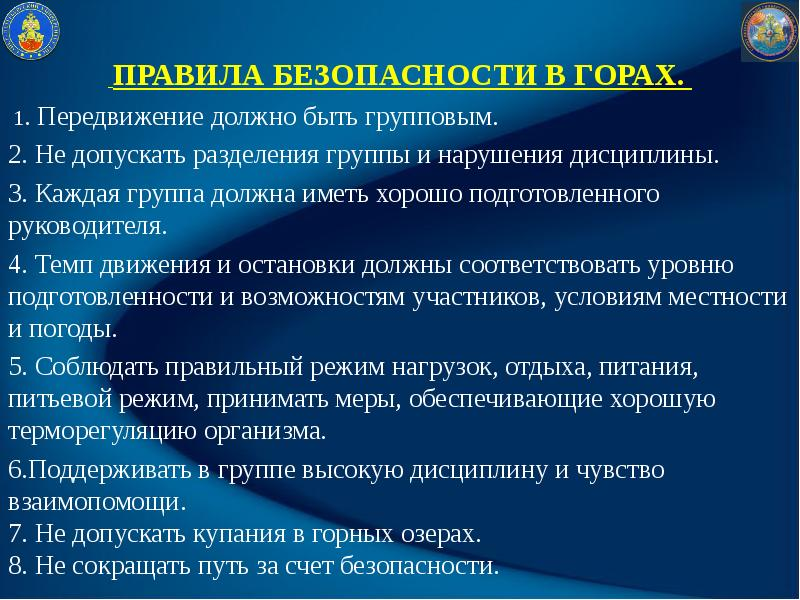 ПРАВИЛА БЕЗОПАСНОСТИ В ГОРАХ.
1. Передвижение должно быть групповым.
2. Не допускать разделения группы и нарушения дисциплины.
3. Каждая группа должна иметь хорошо подготовленного
руководителя.
4. Темп движения и остановки должны соответствовать уровню
подготовленности и возможностям участников, условиям местности
и погоды.
5. Соблюдать правильный режим нагрузок, отдыха, питания,
питьевой режим, принимать меры, обеспечивающие хорошую
терморегуляцию организма.
6.Поддерживать в группе высокую дисциплину и чувство
взаимопомощи.
7. Не допускать купания в горных озерах.
8. Не сокращать путь за счет безопасности.